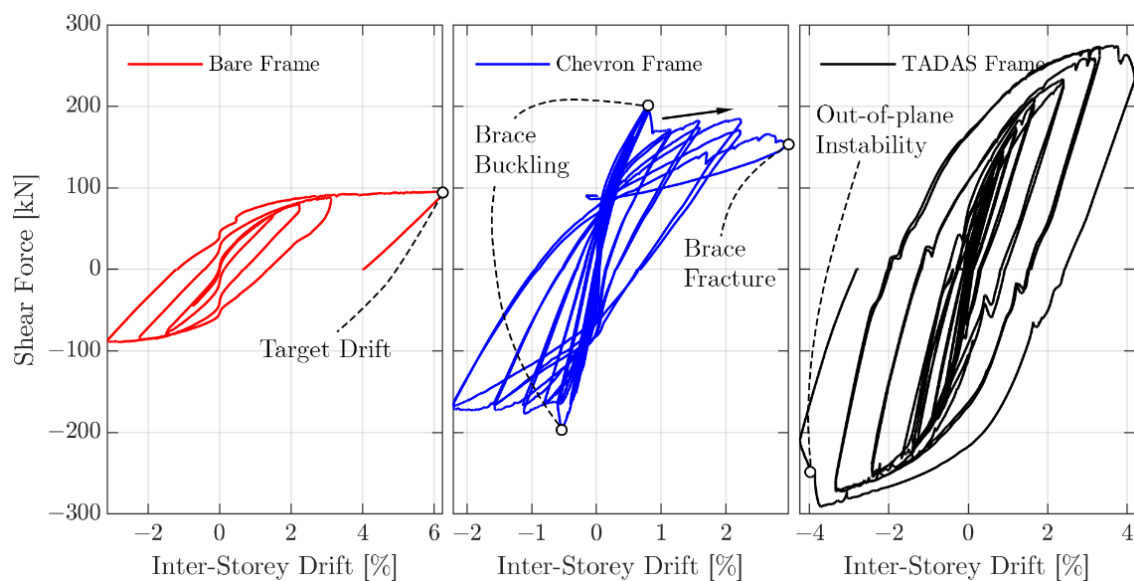 300
200
100
0
−100
−200
−300
Shear Force [kN]
Bare Frame
Target Drift
−2
0
2
4
6
Inter-Storey Drift [%]
Chevron Frame
Brace
Buckling
Brace
Fracture
−2
−1
0
1
2
Inter-Storey Drift [%]
TADAS Frame
Out-of-plane
Instability
−4
−2
0
2
4
Inter-Storey Drift [%]